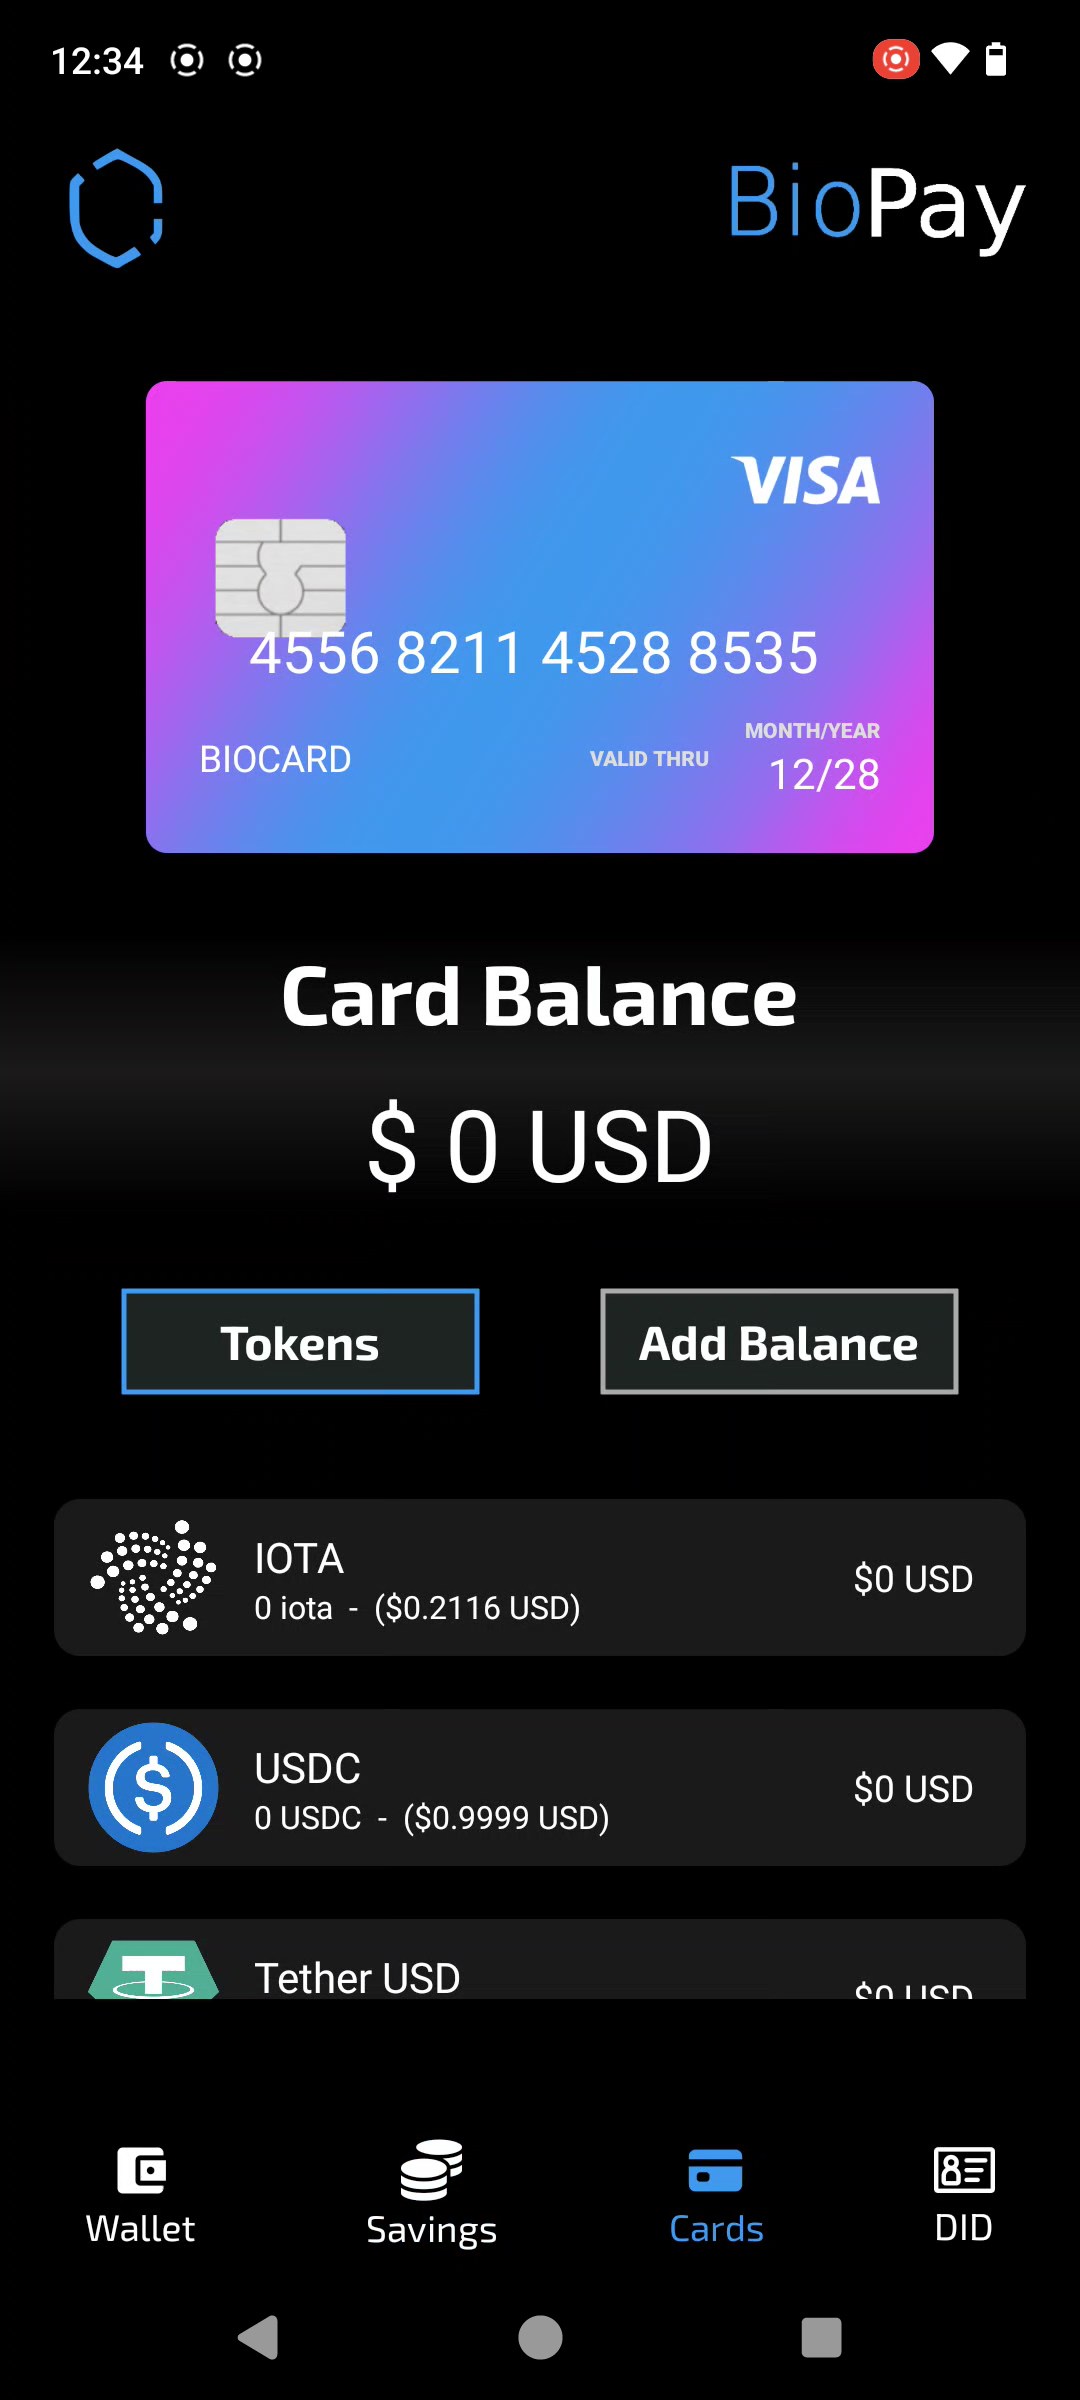 12:34
BioPay
VISA
4556 8211 4528 8535
MONTH/YEAR
BIOCARD VALID THRU 12/28
Card Balance
$ 0 USD
Tokens Add Balance
IOTA
0 iota - ($0.2116 USD) $0 USD
USDC
0 USDC - ($0.9999 USD) $0 USD
Tether USD
$0 USD
Wallet Savings Cards DID